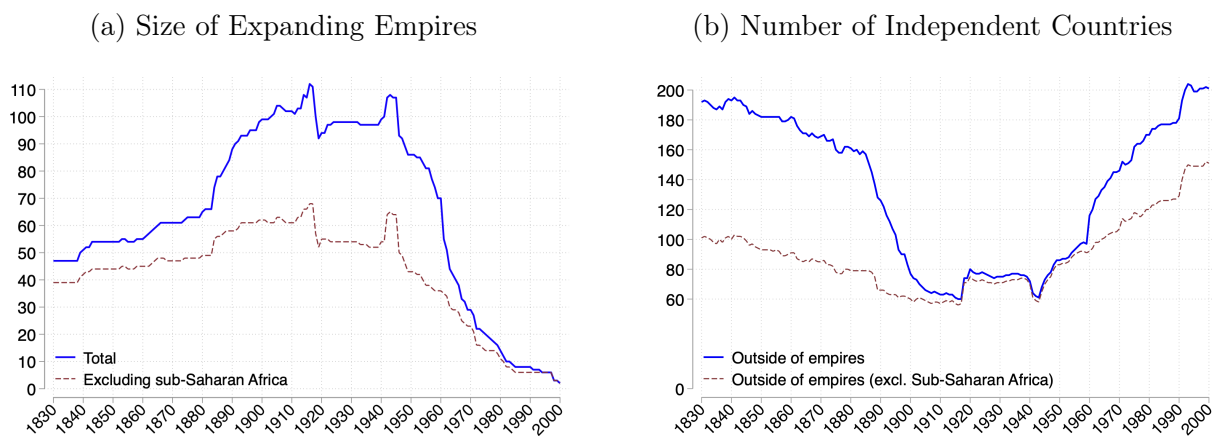 (a) Size of Expanding Empires
110
100
90
80
70
60
50
40
30
20
10
0
Total
Excluding sub-Saharan Africa
1830 1840 1850 1860 1870 1880 1890 1900 1910 1920 1930 1940 1950 1960 1970 1980 1990 2000
(b) Number of Independent Countries
200
180
160
140
120
100
80
60
0
Outside of empires
Outside of empires (excl. Sub-Saharan Africa)
1830 1840 1850 1860 1870 1880 1890 1900 1910 1920 1930 1940 1950 1960 1970 1980 1990 2000